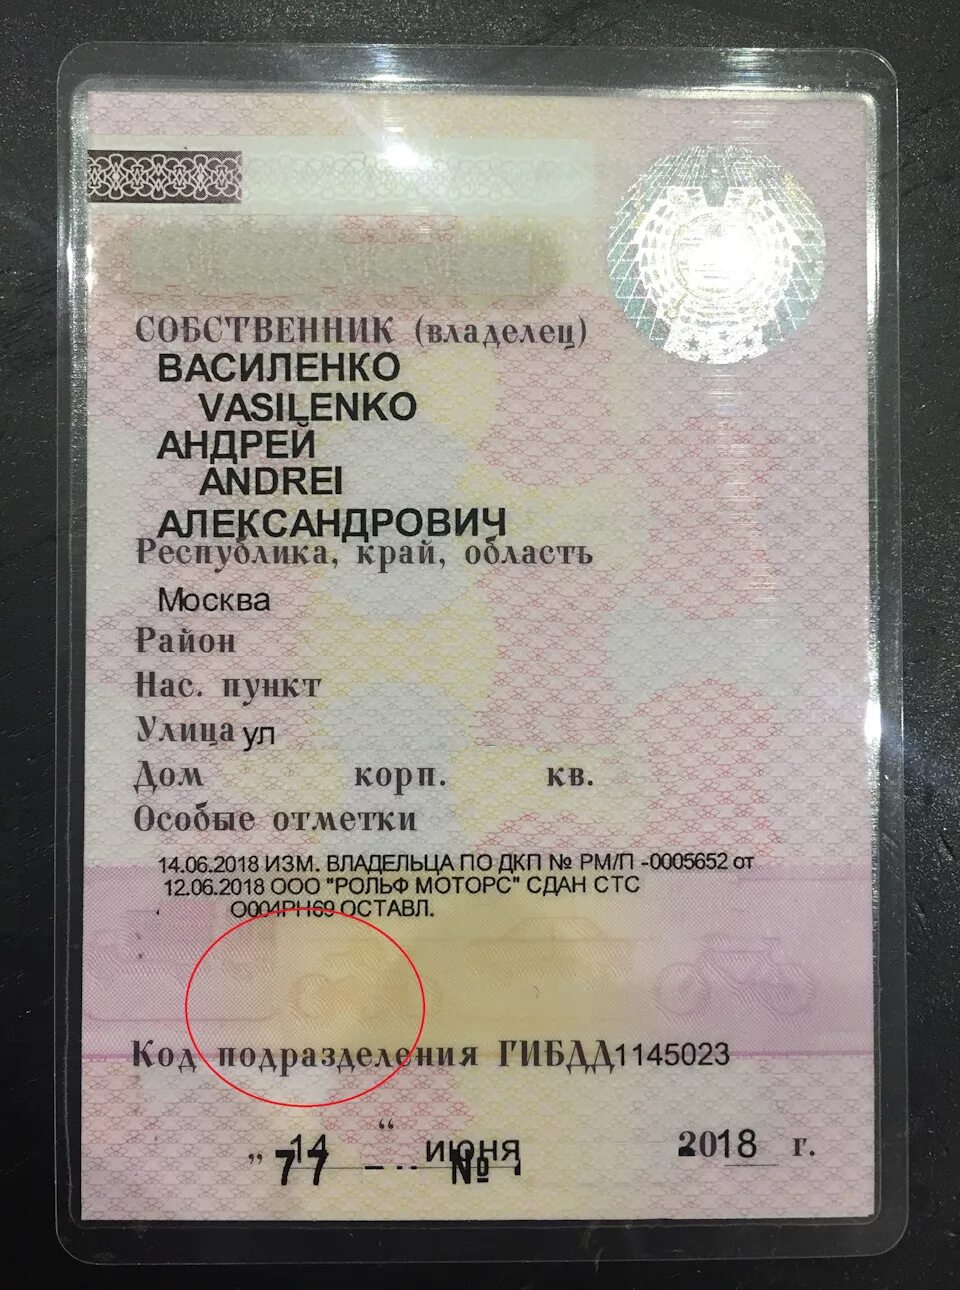 СОБСТВЕННИК (владелец)
ВАСИЛЕНКО
VASILENKO
АНДРЕЙ
ANDREI
АЛЕКСАНДРОВИЧ
Республика, край, область
Москва
Район
Нас. пункт
Улица ул
Дом корп. кв.
Особые отметки
14.06.2018 ИЗМ. ВЛАДЕЛЬЦА ПО ДКП № РМ/П -0005652 от
12.06.2018 ООО "РОЛЬФ МОТОРС" СДАН СТС
О004РН69 ОСТАВЛ.
Код подразделения ГИБДД 1145023
„ 14 “ июня 2018 г.
77 №